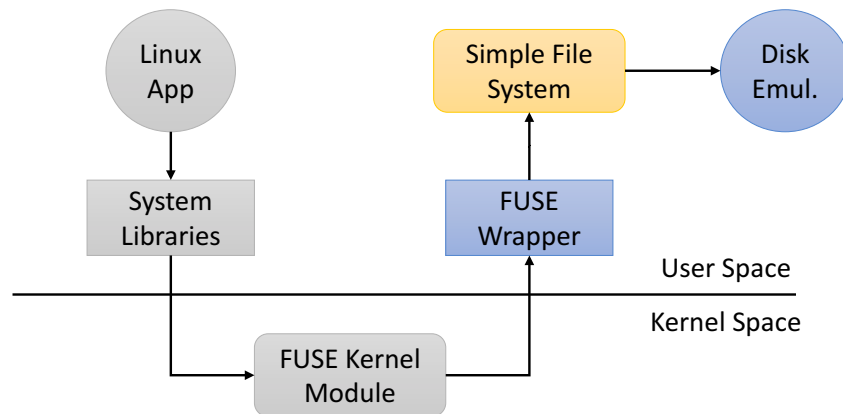 Linux
App
Simple File
System
Disk
Emul.
System
Libraries
FUSE
Wrapper
User Space
Kernel Space
FUSE Kernel
Module